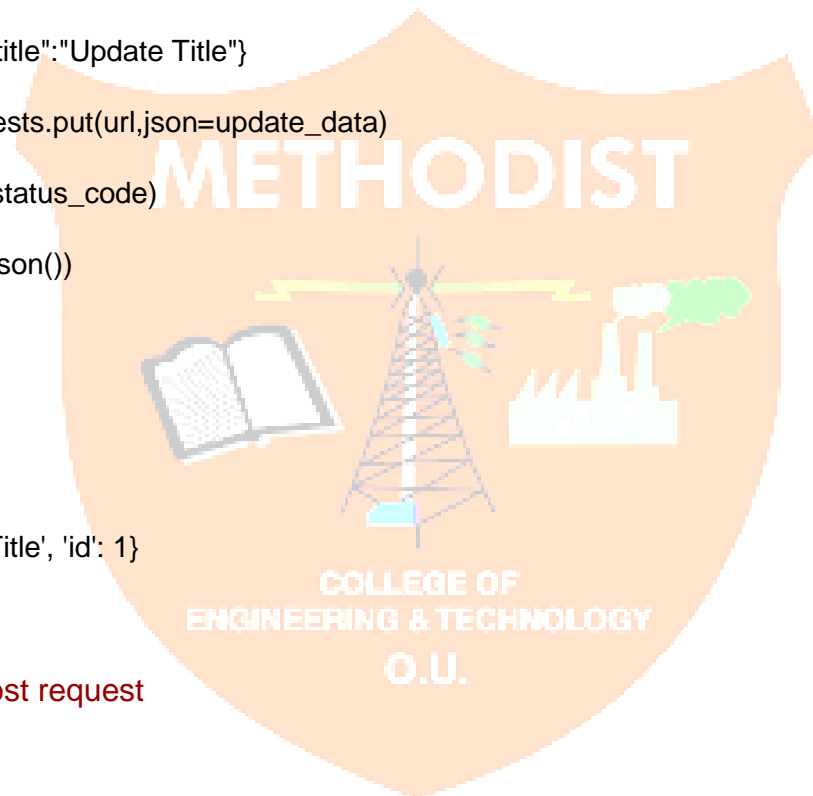 title":"Update Title"}
ests.put(url,json=update_data)
status_code)
METHODIST
son())
Title', 'id': 1}
COLLEGE OF
ENGINEERING & TECHNOLOGY
O.U.
ost request